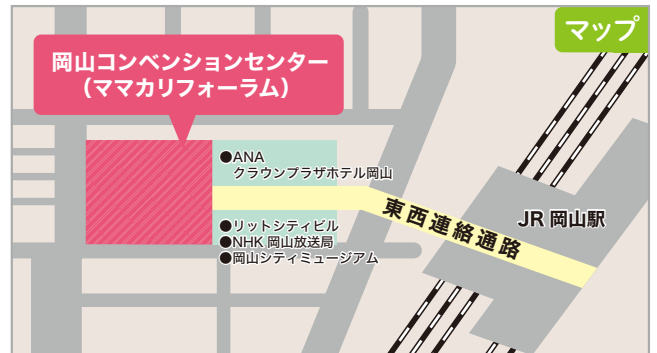 マップ
岡山コンベンションセンター
（ママカリフォーラム）
●ANA
クラウンプラザホテル岡山
●リットシティビル
●NHK 岡山放送局
●岡山シティミュージアム
東西連絡通路
JR 岡山駅